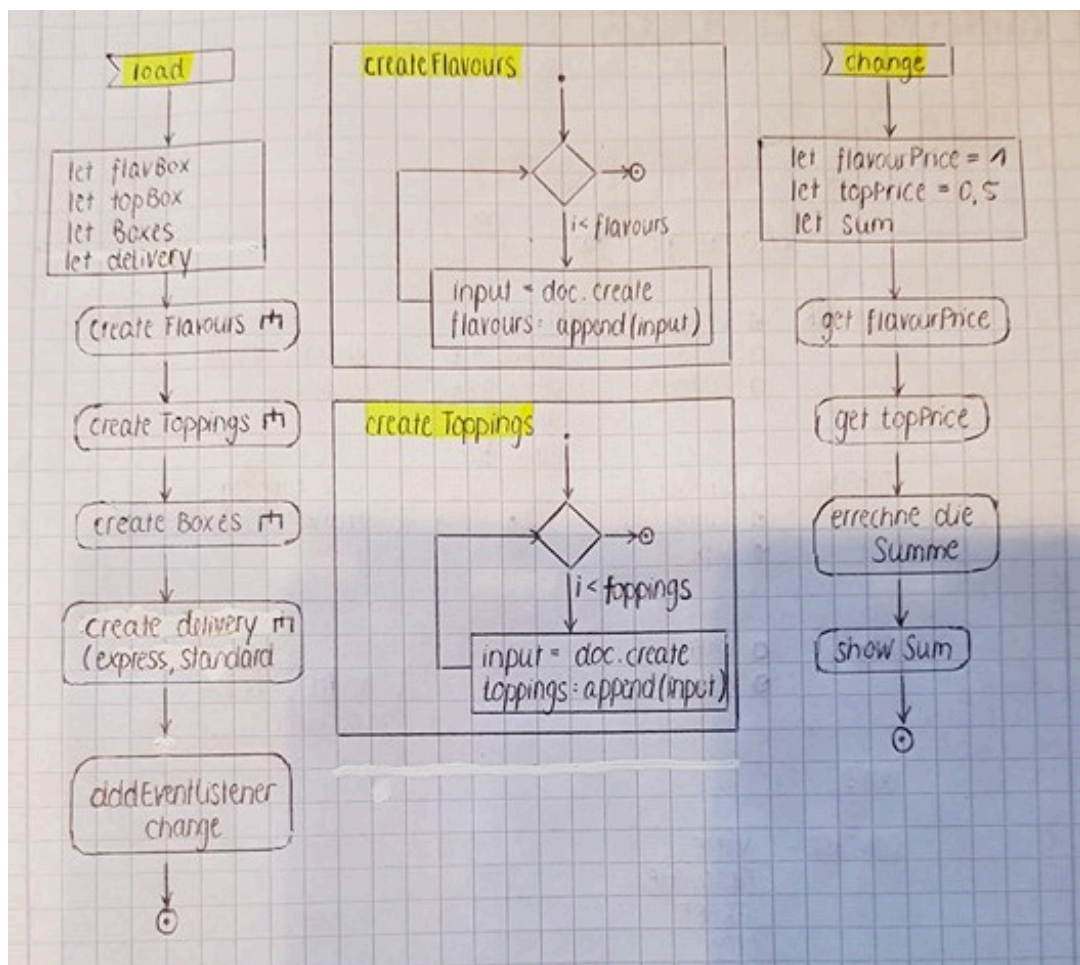 load
let flavBox
let topBox
let Boxes
let delivery
create Flavours
create Toppings
create Boxes
create delivery
(express, standard
addEventListener
change
createFlavours
i< flavours
input = doc.create
flavours: append(input)
create Toppings
i< toppings
input = doc.create
toppings: append(input)
change
let flavourPrice = 1
let topPrice = 0,5
let sum
get flavourPrice
get topPrice
errechne die
Summe
show Sum